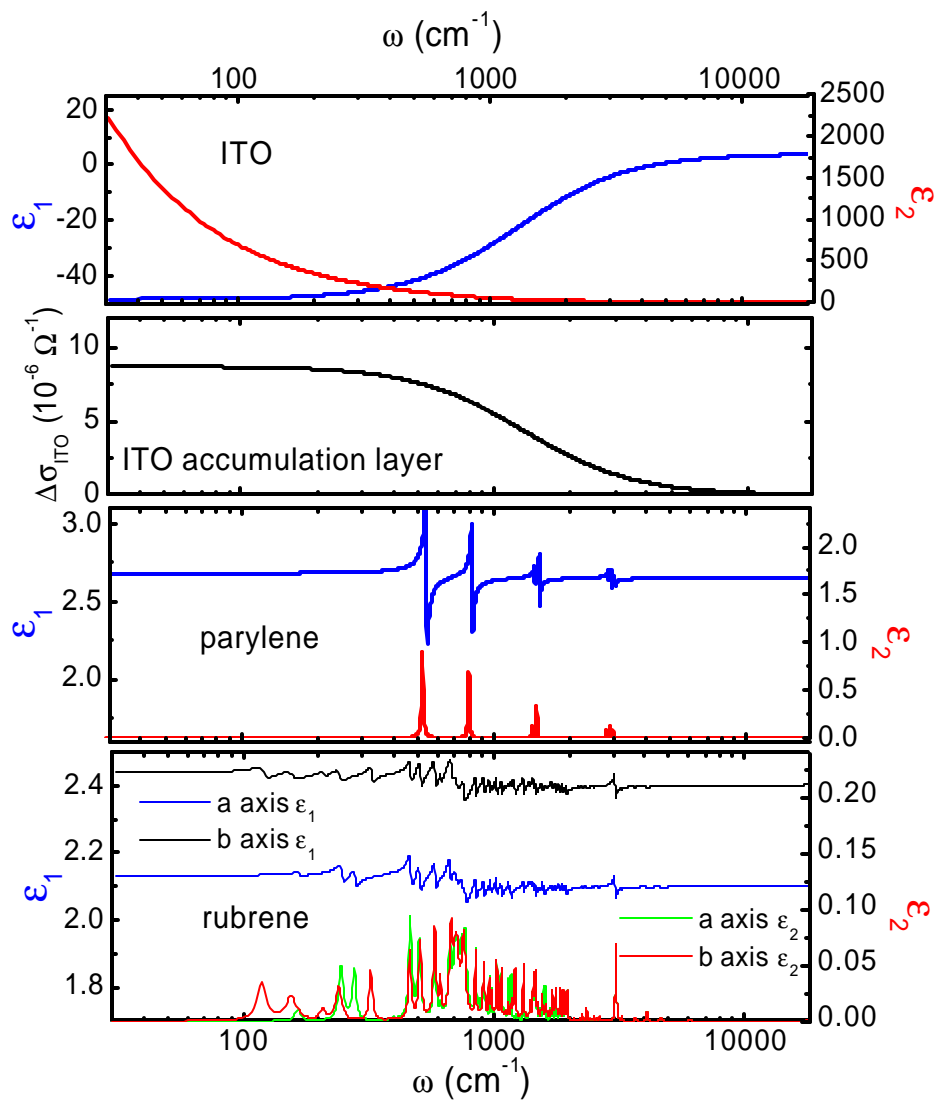 ω (cm⁻¹)
100 1000 10000
20
0
-20
-40
ε₁
ITO
2500
2000
1500
1000
500
0
ε₂
10
5
0
Δσ_ITO (10⁻⁶ Ω⁻¹)
ITO accumulation layer
3.0
2.5
2.0
ε₁
parylene
2.0
1.5
1.0
0.5
0.0
ε₂
2.4
2.2
2.0
1.8
ε₁
a axis ε₁
b axis ε₁
rubrene
a axis ε₂
b axis ε₂
0.20
0.15
0.10
0.05
0.00
ε₂
100 1000 10000
ω (cm⁻¹)